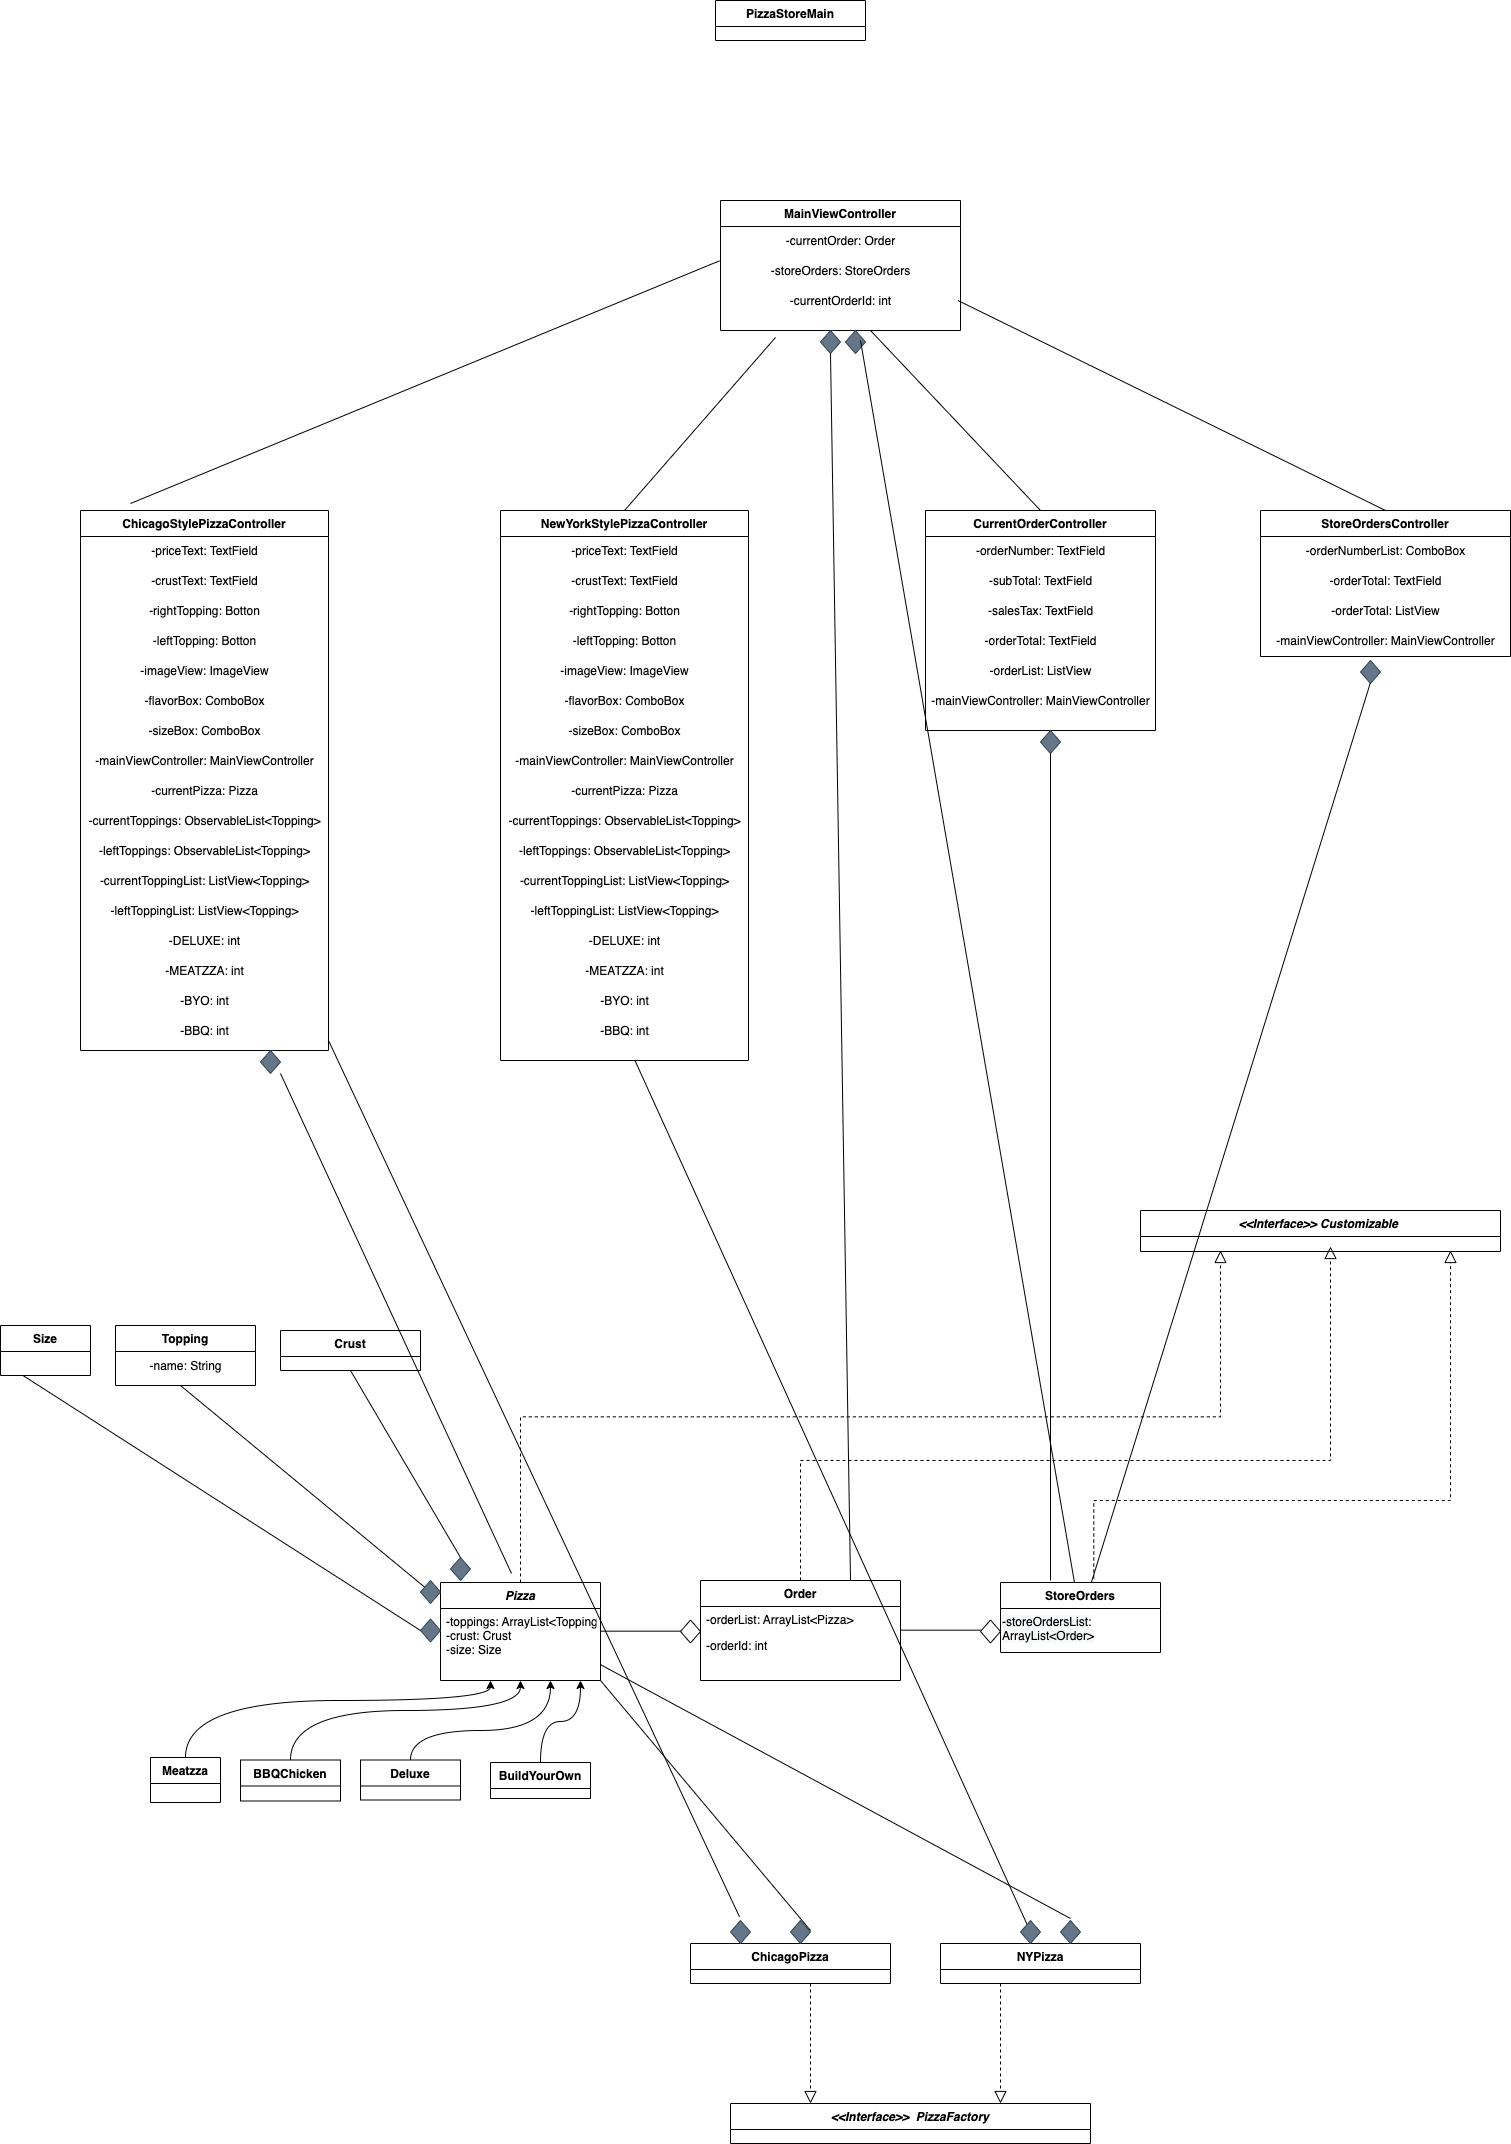 PizzaStoreMain
MainViewController
-currentOrder: Order
-storeOrders: StoreOrders
-currentOrderId: int
ChicagoStylePizzaController
-priceText: TextField
-crustText: TextField
-rightTopping: Botton
-leftTopping: Botton
-imageView: ImageView
-flavorBox: ComboBox
-sizeBox: ComboBox
-mainViewController: MainViewController
-currentPizza: Pizza
-currentToppings: ObservableList<Topping>
-leftToppings: ObservableList<Topping>
-currentToppingList: ListView<Topping>
-leftToppingList: ListView<Topping>
-DELUXE: int
-MEATZZA: int
-BYO: int
-BBQ: int
NewYorkStylePizzaController
-priceText: TextField
-crustText: TextField
-rightTopping: Botton
-leftTopping: Botton
-imageView: ImageView
-flavorBox: ComboBox
-sizeBox: ComboBox
-mainViewController: MainViewController
-currentPizza: Pizza
-currentToppings: ObservableList<Topping>
-leftToppings: ObservableList<Topping>
-currentToppingList: ListView<Topping>
-leftToppingList: ListView<Topping>
-DELUXE: int
-MEATZZA: int
-BYO: int
-BBQ: int
CurrentOrderController
-orderNumber: TextField
-subTotal: TextField
-salesTax: TextField
-orderTotal: TextField
-orderList: ListView
-mainViewController: MainViewController
StoreOrdersController
-orderNumberList: ComboBox
-orderTotal: TextField
-orderTotal: ListView
-mainViewController: MainViewController
<<Interface>> Customizable
Size
Topping
-name: String
Crust
Pizza
-toppings: ArrayList<Topping
-crust: Crust
-size: Size
Order
-orderList: ArrayList<Pizza>
-orderId: int
StoreOrders
-storeOrdersList:
ArrayList<Order>
Meatzza
BBQChicken
Deluxe
BuildYourOwn
ChicagoPizza
NYPizza
<<Interface>> PizzaFactory